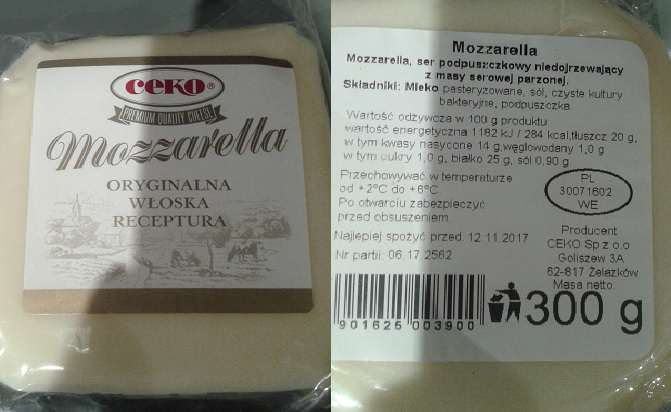 CEKO®
PREMIUM QUALITY CHEESE
Mozzarella
ORYGINALNA
WŁOSKA
RECEPTURA
Mozzarella
Mozzarella, ser podpuszczkowy niedojrzewający
z masy serowej parzonej.
Składniki: Mleko pasteryzowane, sól, czyste kultury
bakteryjne, podpuszczka
Wartość odżywcza w 100 g produktu:
wartość energetyczna 1182 kJ / 284 kcal,tłuszcz 20 g,
w tym kwasy nasycone 14 g,węglowodany 1,0 g
w tym cukry 1,0 g, białko 25 g, sól 0,90 g
Przechowywać w temperaturze
od +2°C do +6°C
Po otwarciu zabezpieczyć
przed obsuszeniem.
Najlepiej spożyć przed: 12.11.2017
Nr partii: 06.17.2562
PL
30071602
WE
Producent
CEKO Sp z o.o
Goliszew 3A
62-817 Żelazków
Masa netto:
300 g
901625 003900